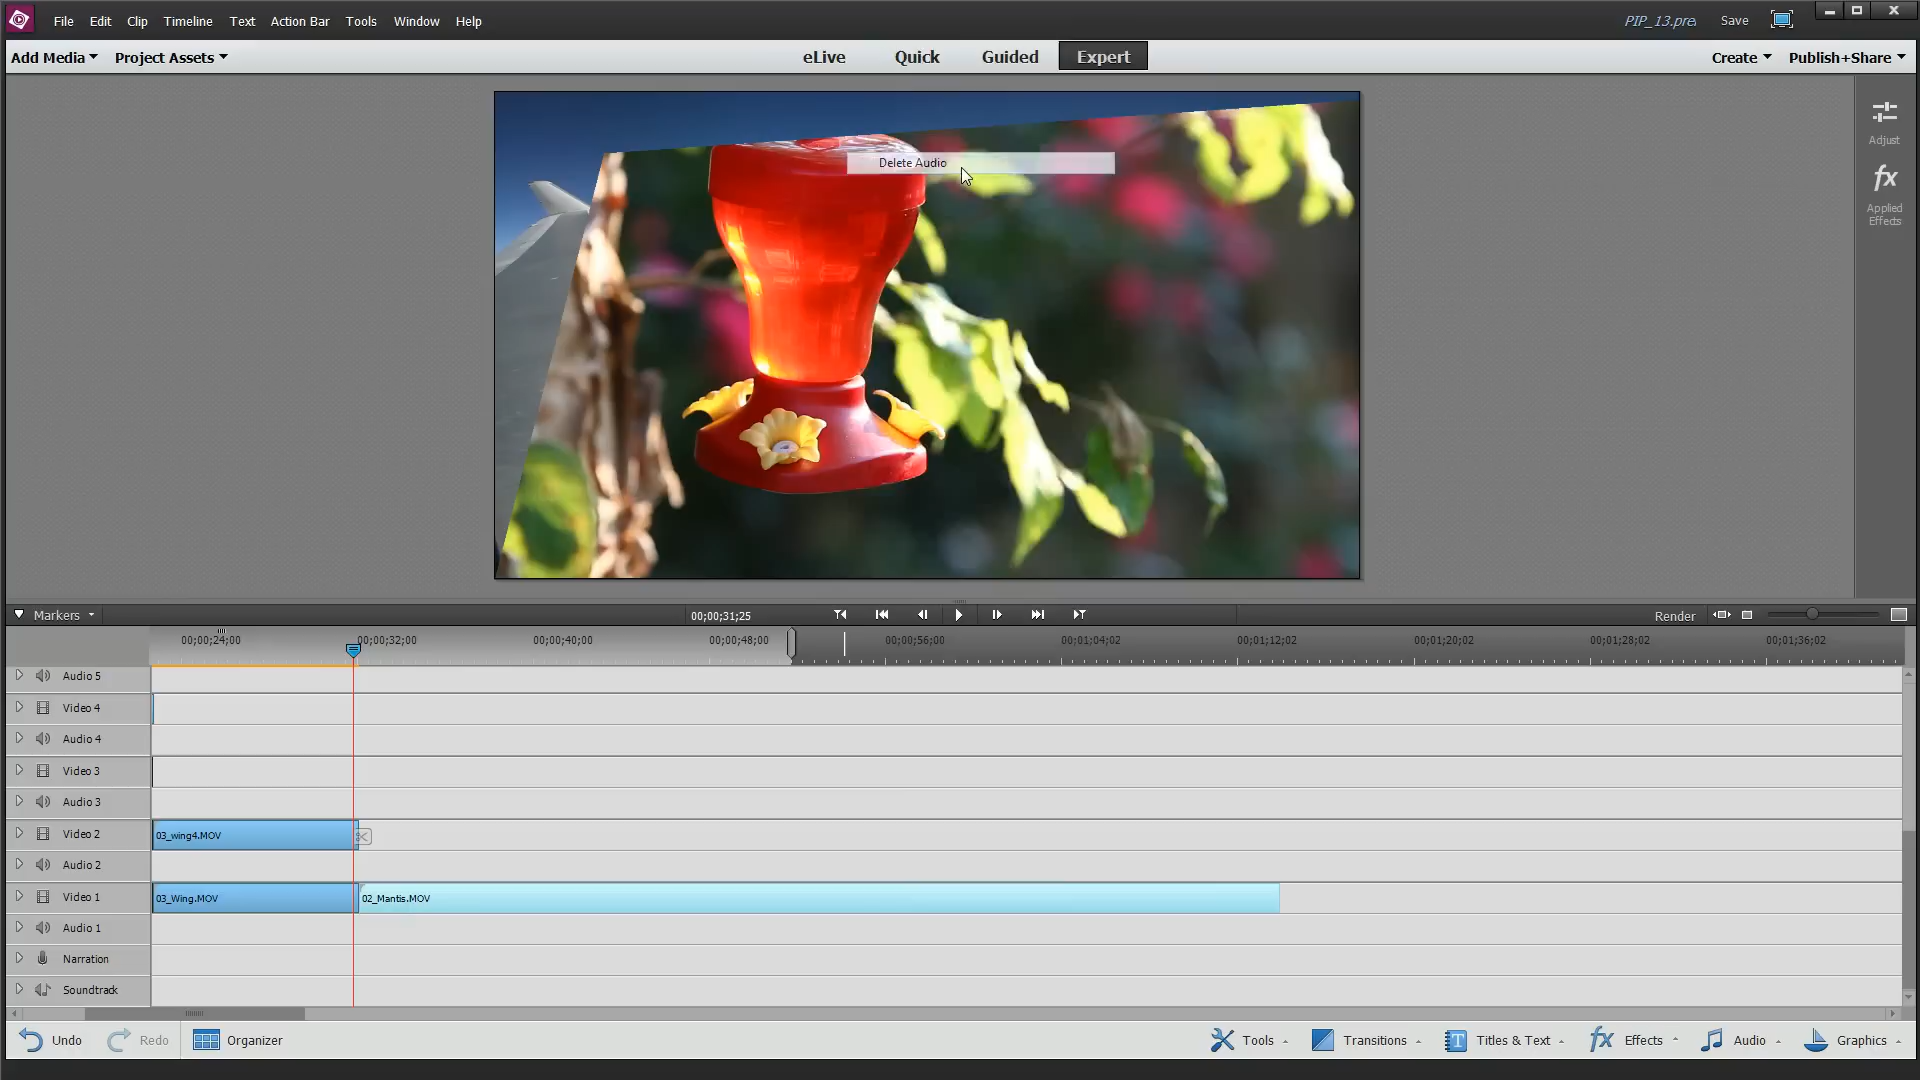 File Edit Clip Timeline Text Action Bar Tools Window Help
PIP_13.prel Save
Add Media Project Assets eLive Quick Guided Expert Create Publish+Share
Delete Audio
Adjust
fx
Applied
Effects
Markers 00;00;31;25 Render
00;00;24;00 00;00;32;00 00;00;40;00 00;00;48;00 00;00;56;00 00;01;04;02 00;01;12;02 00;01;20;02 00;01;28;02 00;01;36;02
Audio 5
Video 4
Audio 4
Video 3
Audio 3
Video 2 03_wing4.MOV
Audio 2
Video 1 03_Wing.MOV 02_Mantis.MOV
Audio 1
Narration
Soundtrack
Undo Redo Organizer Tools Transitions T Titles & Text fx Effects Audio Graphics